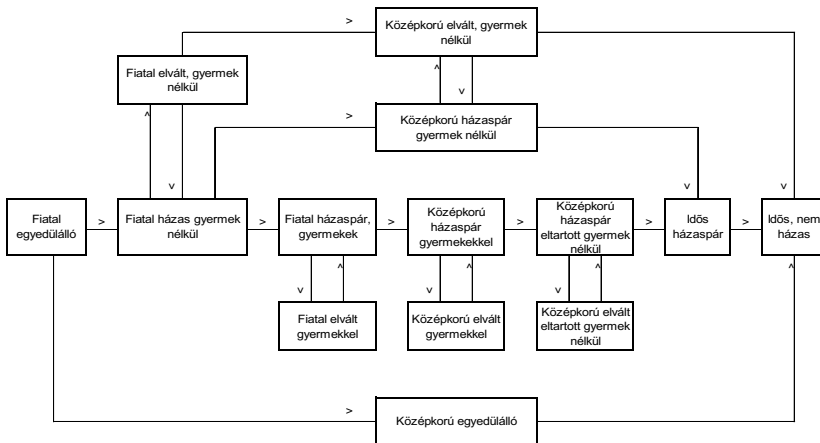 Középkorú elvált, gyermek
nélkül
Fiatal elvált, gyermek
nélkül
Középkorú házaspár
gyermek nélkül
Fiatal
egyedülálló
Fiatal házas gyermek
nélkül
Fiatal házaspár,
gyermekek
Középkorú
házaspár
gyermekekkel
Középkorú
házaspár
eltartott gyermek
nélkül
Idõs
házaspár
Idõs, nem
házas
Fiatal elvált
gyermekkel
Középkorú elvált
gyermekkel
Középkorú elvált
eltartott gyermek
nélkül
Középkorú egyedülálló